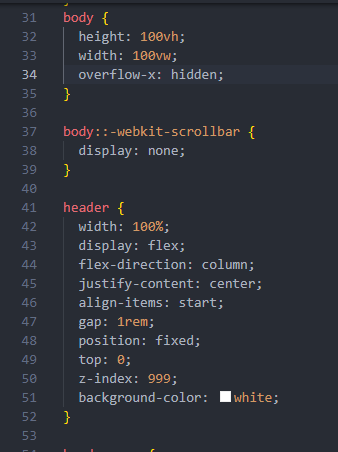 31 body {
32 height: 100vh;
33 width: 100vw;
34 overflow-x: hidden;
35 }
36
37 body::-webkit-scrollbar {
38 display: none;
39 }
40
41 header {
42 width: 100%;
43 display: flex;
44 flex-direction: column;
45 justify-content: center;
46 align-items: start;
47 gap: 1rem;
48 position: fixed;
49 top: 0;
50 z-index: 999;
51 background-color: white;
52 }
53